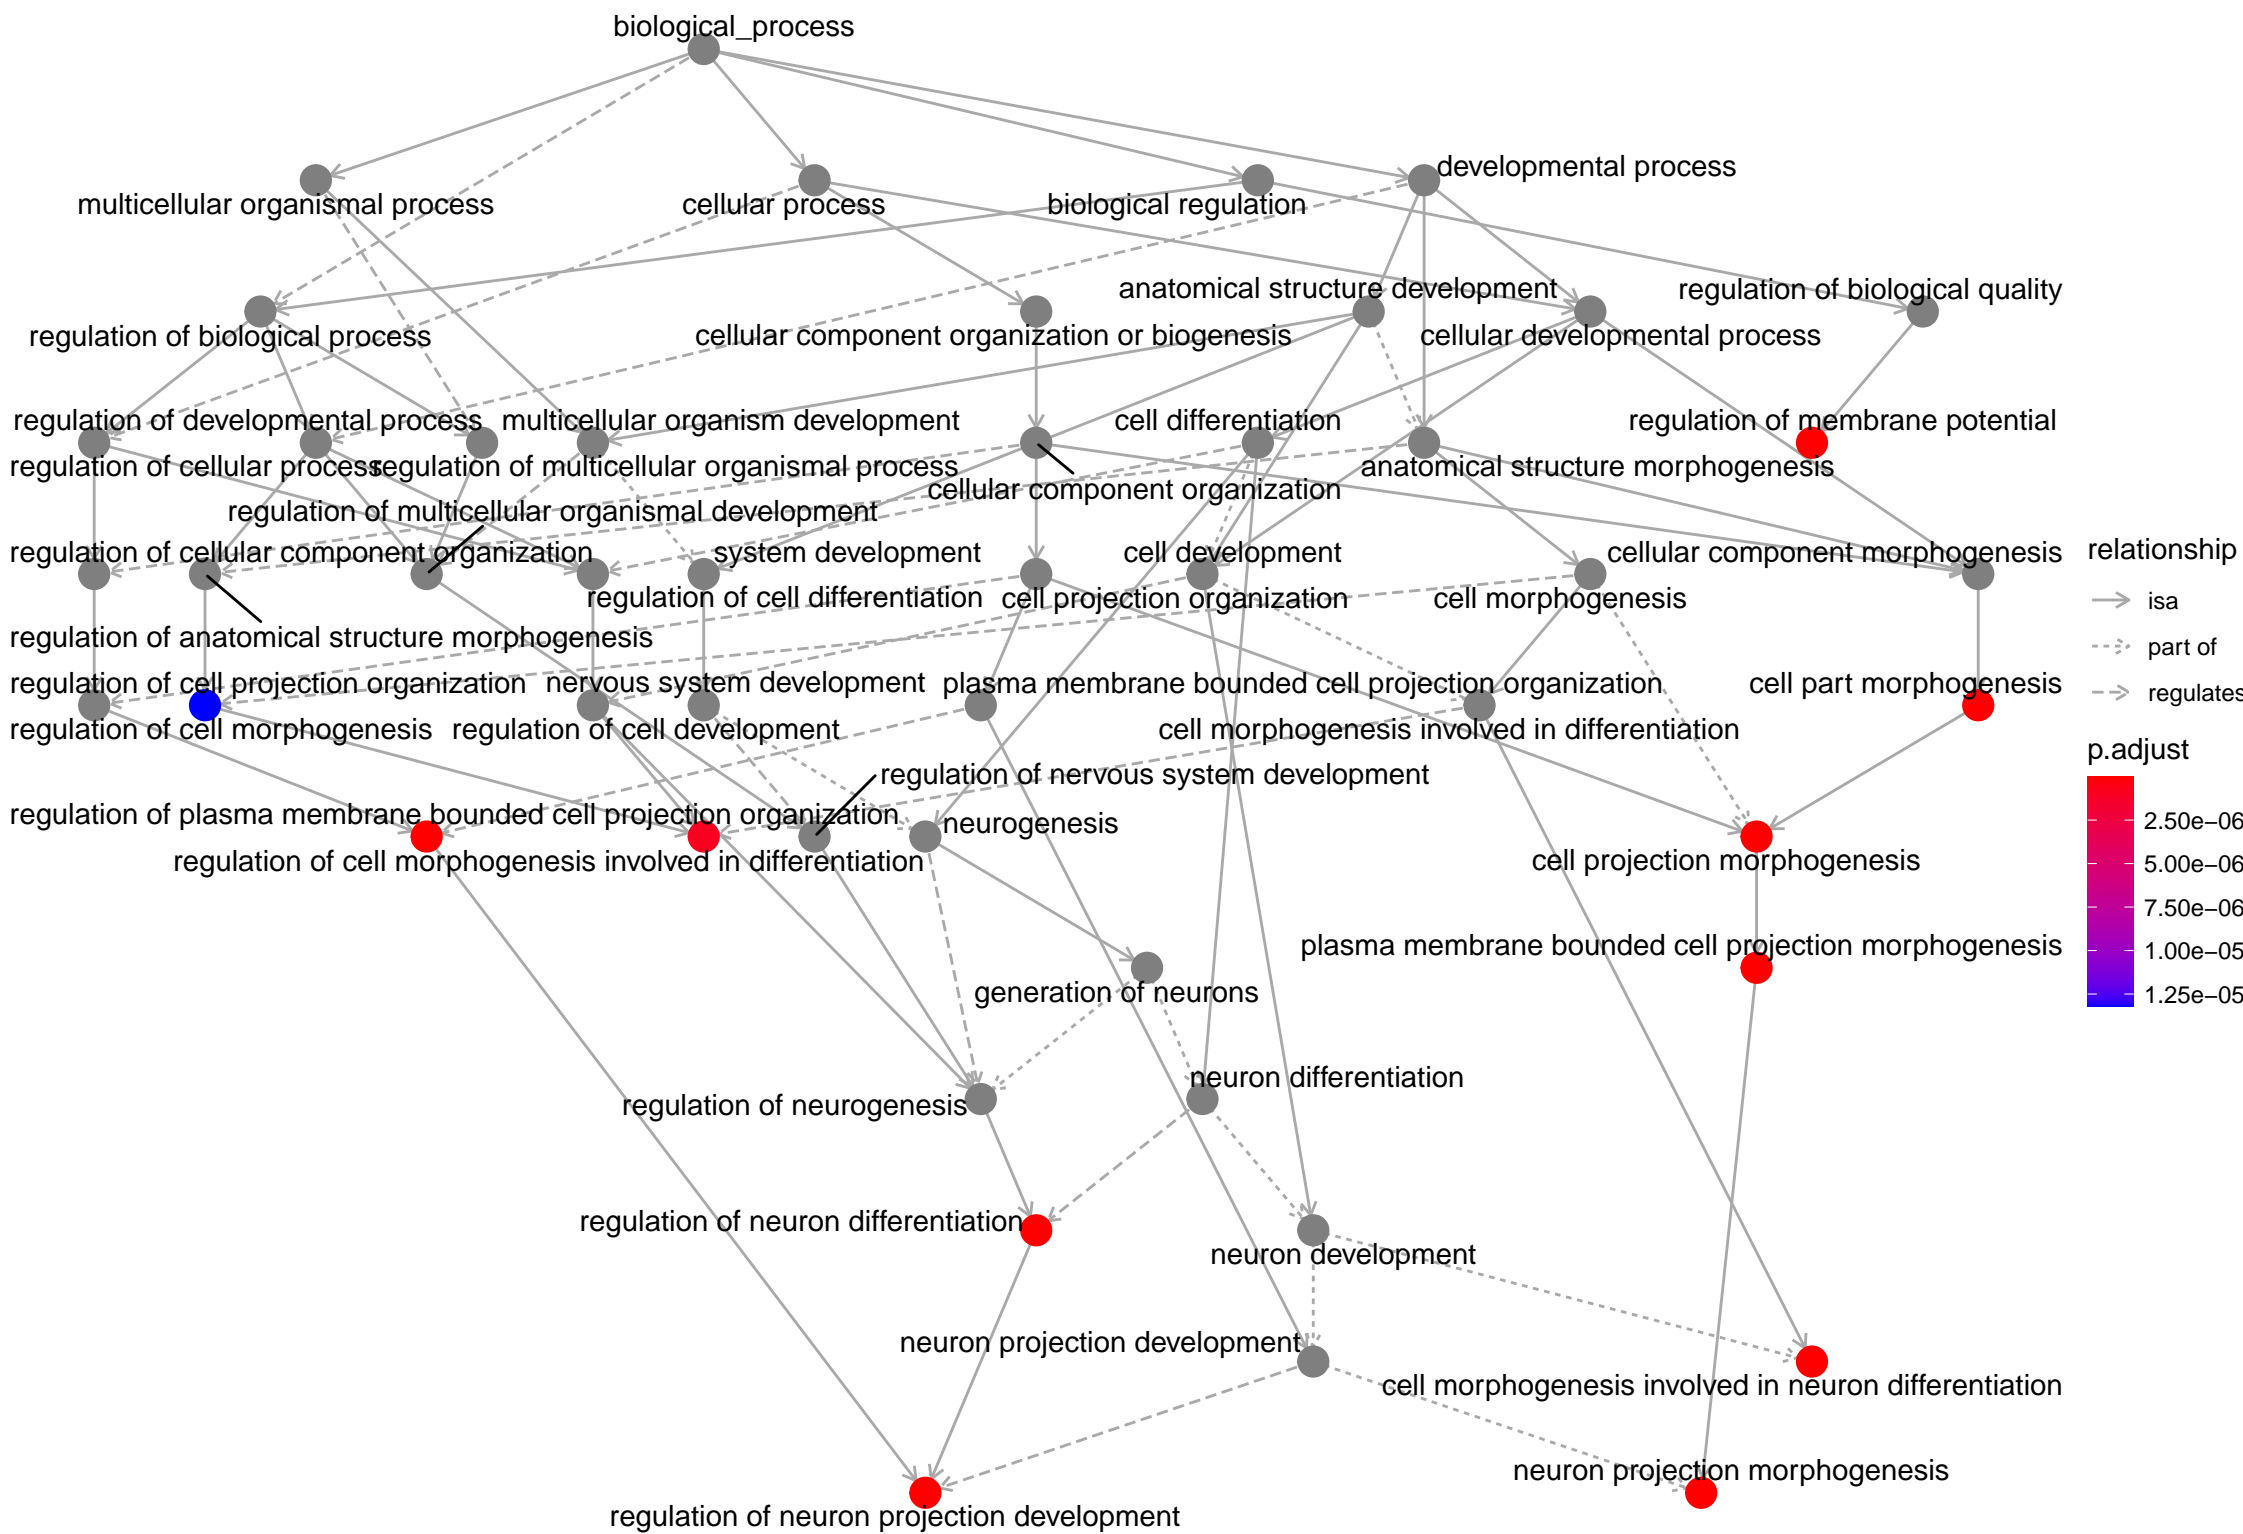 biological_process
developmental process
multicellular organismal process
cellular process
biological regulation
anatomical structure development
regulation of biological quality
regulation of biological process
cellular component organization or biogenesis
cellular developmental process
regulation of developmental process
multicellular organism development
cell differentiation
regulation of membrane potential
regulation of cellular process
regulation of multicellular organismal process
anatomical structure morphogenesis
cellular component organization
regulation of multicellular organismal development
regulation of cellular component organization
system development
cell development
cellular component morphogenesis
relationship
isa
regulation of cell differentiation
cell projection organization
cell morphogenesis
regulation of anatomical structure morphogenesis
part of
regulation of cell projection organization
nervous system development
plasma membrane bounded cell projection organization
cell part morphogenesis
regulates
regulation of cell morphogenesis
regulation of cell development
cell morphogenesis involved in differentiation
p.adjust
regulation of nervous system development
regulation of plasma membrane bounded cell projection organization
neurogenesis
2.50e−06
regulation of cell morphogenesis involved in differentiation
cell projection morphogenesis
5.00e−06
7.50e−06
plasma membrane bounded cell projection morphogenesis
1.00e−05
generation of neurons
1.25e−05
neuron differentiation
regulation of neurogenesis
regulation of neuron differentiation
neuron development
neuron projection development
cell morphogenesis involved in neuron differentiation
neuron projection morphogenesis
regulation of neuron projection development